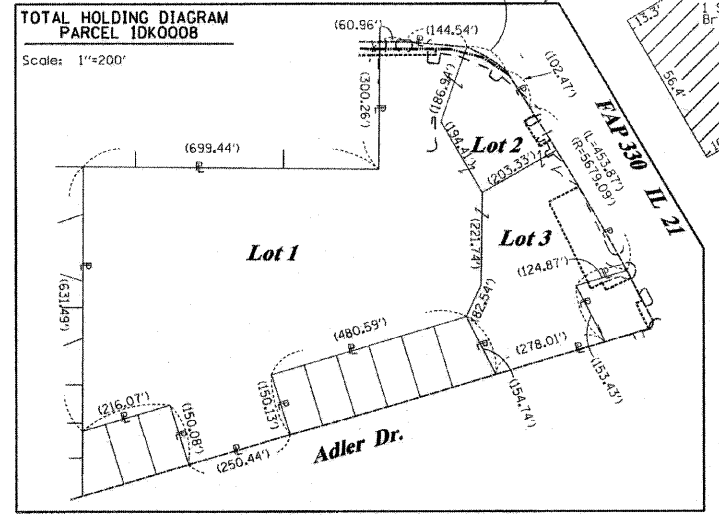 TOTAL HOLDING DIAGRAM
PARCEL 1DK0008
Scale: 1"=200'
(60.96')
(144.54')
(102.47')
13.3'
56.4'
(300.26')
(186.94')
(194.4
Lot 2
(203.33')
FAP 330 IL 21
(L=453.87')
(R=5679.09')
(699.44')
Lot 1
(221.74')
Lot 3
(124.87')
(631.49')
(82.54')
(480.59')
(278.01')
(153.43')
(154.74')
(216.07')
(150.08')
(150.13')
(250.44')
Adler Dr.